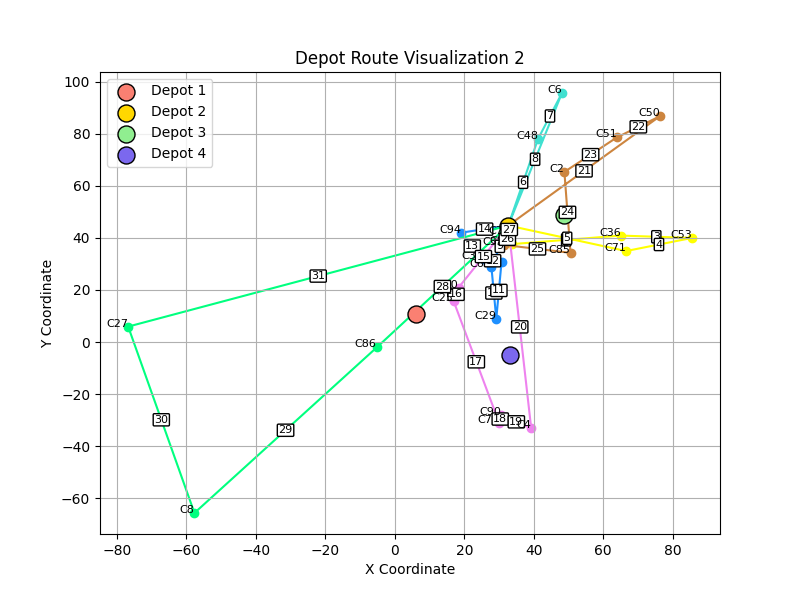 Depot Route Visualization 2
Depot 1
Depot 2
Depot 3
Depot 4
Y Coordinate
X Coordinate
100
80
60
40
20
0
−20
−40
−60
−80
−60
−40
−20
0
20
40
60
80
C6
7
C48
8
6
C50
22
C51
23
21
C2
24
C94
14
13
27
26
15
25
C85
5
C36
3
C53
4
C71
31
28
16
11
C29
20
17
C27
C86
C90
18
19
C4
30
29
C8